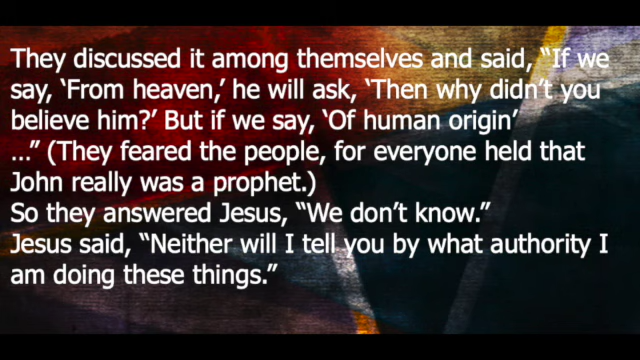 They discussed it among themselves and said, “If we
say, ‘From heaven,’ he will ask, ‘Then why didn’t you
believe him?’ But if we say, ‘Of human origin’
…” (They feared the people, for everyone held that
John really was a prophet.)
So they answered Jesus, “We don’t know.”
Jesus said, “Neither will I tell you by what authority I
am doing these things.”